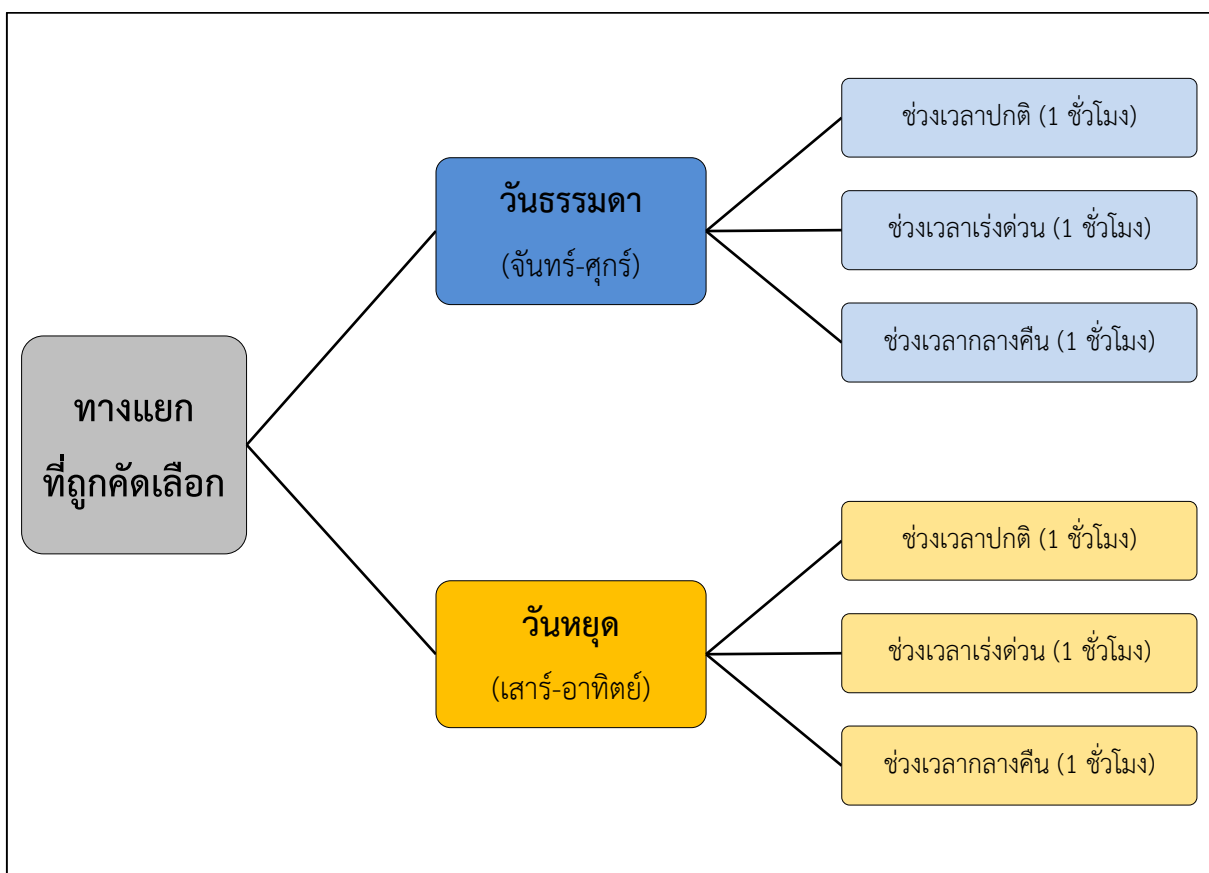 ทางแยก
ที่ถูกคัดเลือก
วันธรรมดา
(จันทร์-ศุกร์)
ช่วงเวลาปกติ (1 ชั่วโมง)
ช่วงเวลาเร่งด่วน (1 ชั่วโมง)
ช่วงเวลากลางคืน (1 ชั่วโมง)
วันหยุด
(เสาร์-อาทิตย์)
ช่วงเวลาปกติ (1 ชั่วโมง)
ช่วงเวลาเร่งด่วน (1 ชั่วโมง)
ช่วงเวลากลางคืน (1 ชั่วโมง)